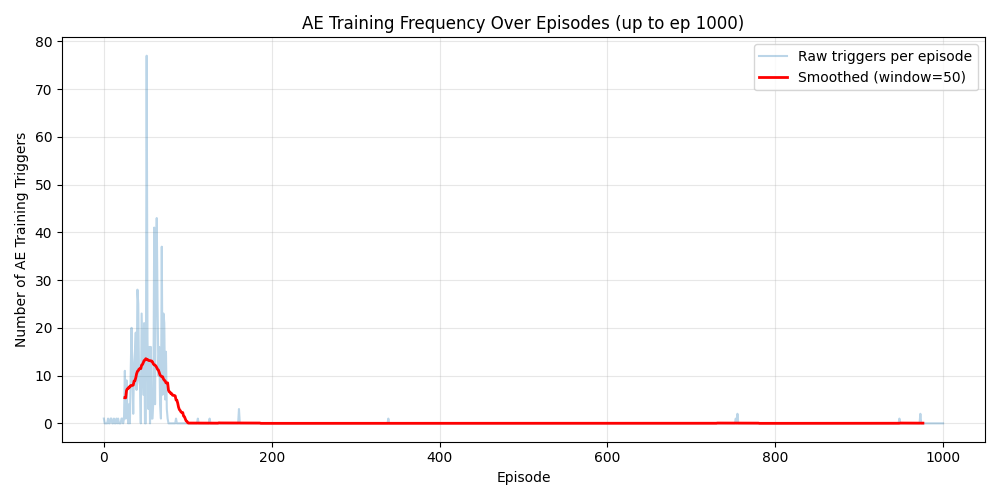 AE Training Frequency Over Episodes (up to ep 1000)
Raw triggers per episode
Smoothed (window=50)
Number of AE Training Triggers
80
70
60
50
40
30
20
10
0
0 200 400 600 800 1000
Episode